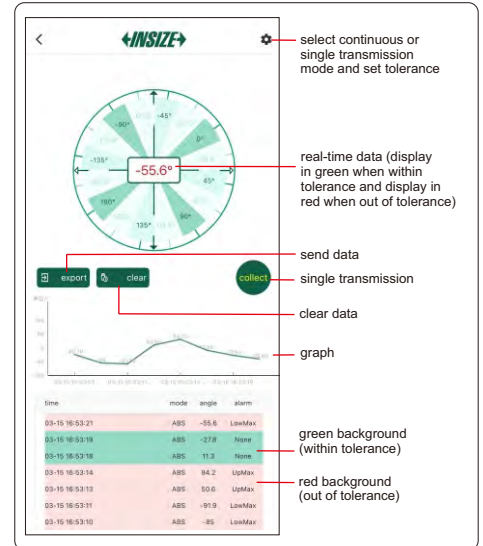 INSIZE
select continuous or
single transmission
mode and set tolerance
-90° -45°
0°
-135°
-55.6°
45°
180°
135° 90°
real-time data (display
in green when within
tolerance and display in
red when out of tolerance)
send data
export clear collect
single transmission
clear data
graph
time mode angle alarm
03-15 16:53:21 ABS -55.6 LowMax
03-15 16:53:19 ABS -27.8 None
03-15 16:53:18 ABS 11.3 None
03-15 16:53:14 ABS 84.2 UpMax
03-15 16:53:13 ABS 50.6 UpMax
03-15 16:53:11 ABS -91.9 LowMax
03-15 16:53:10 ABS -85 LowMax
green background
(within tolerance)
red background
(out of tolerance)